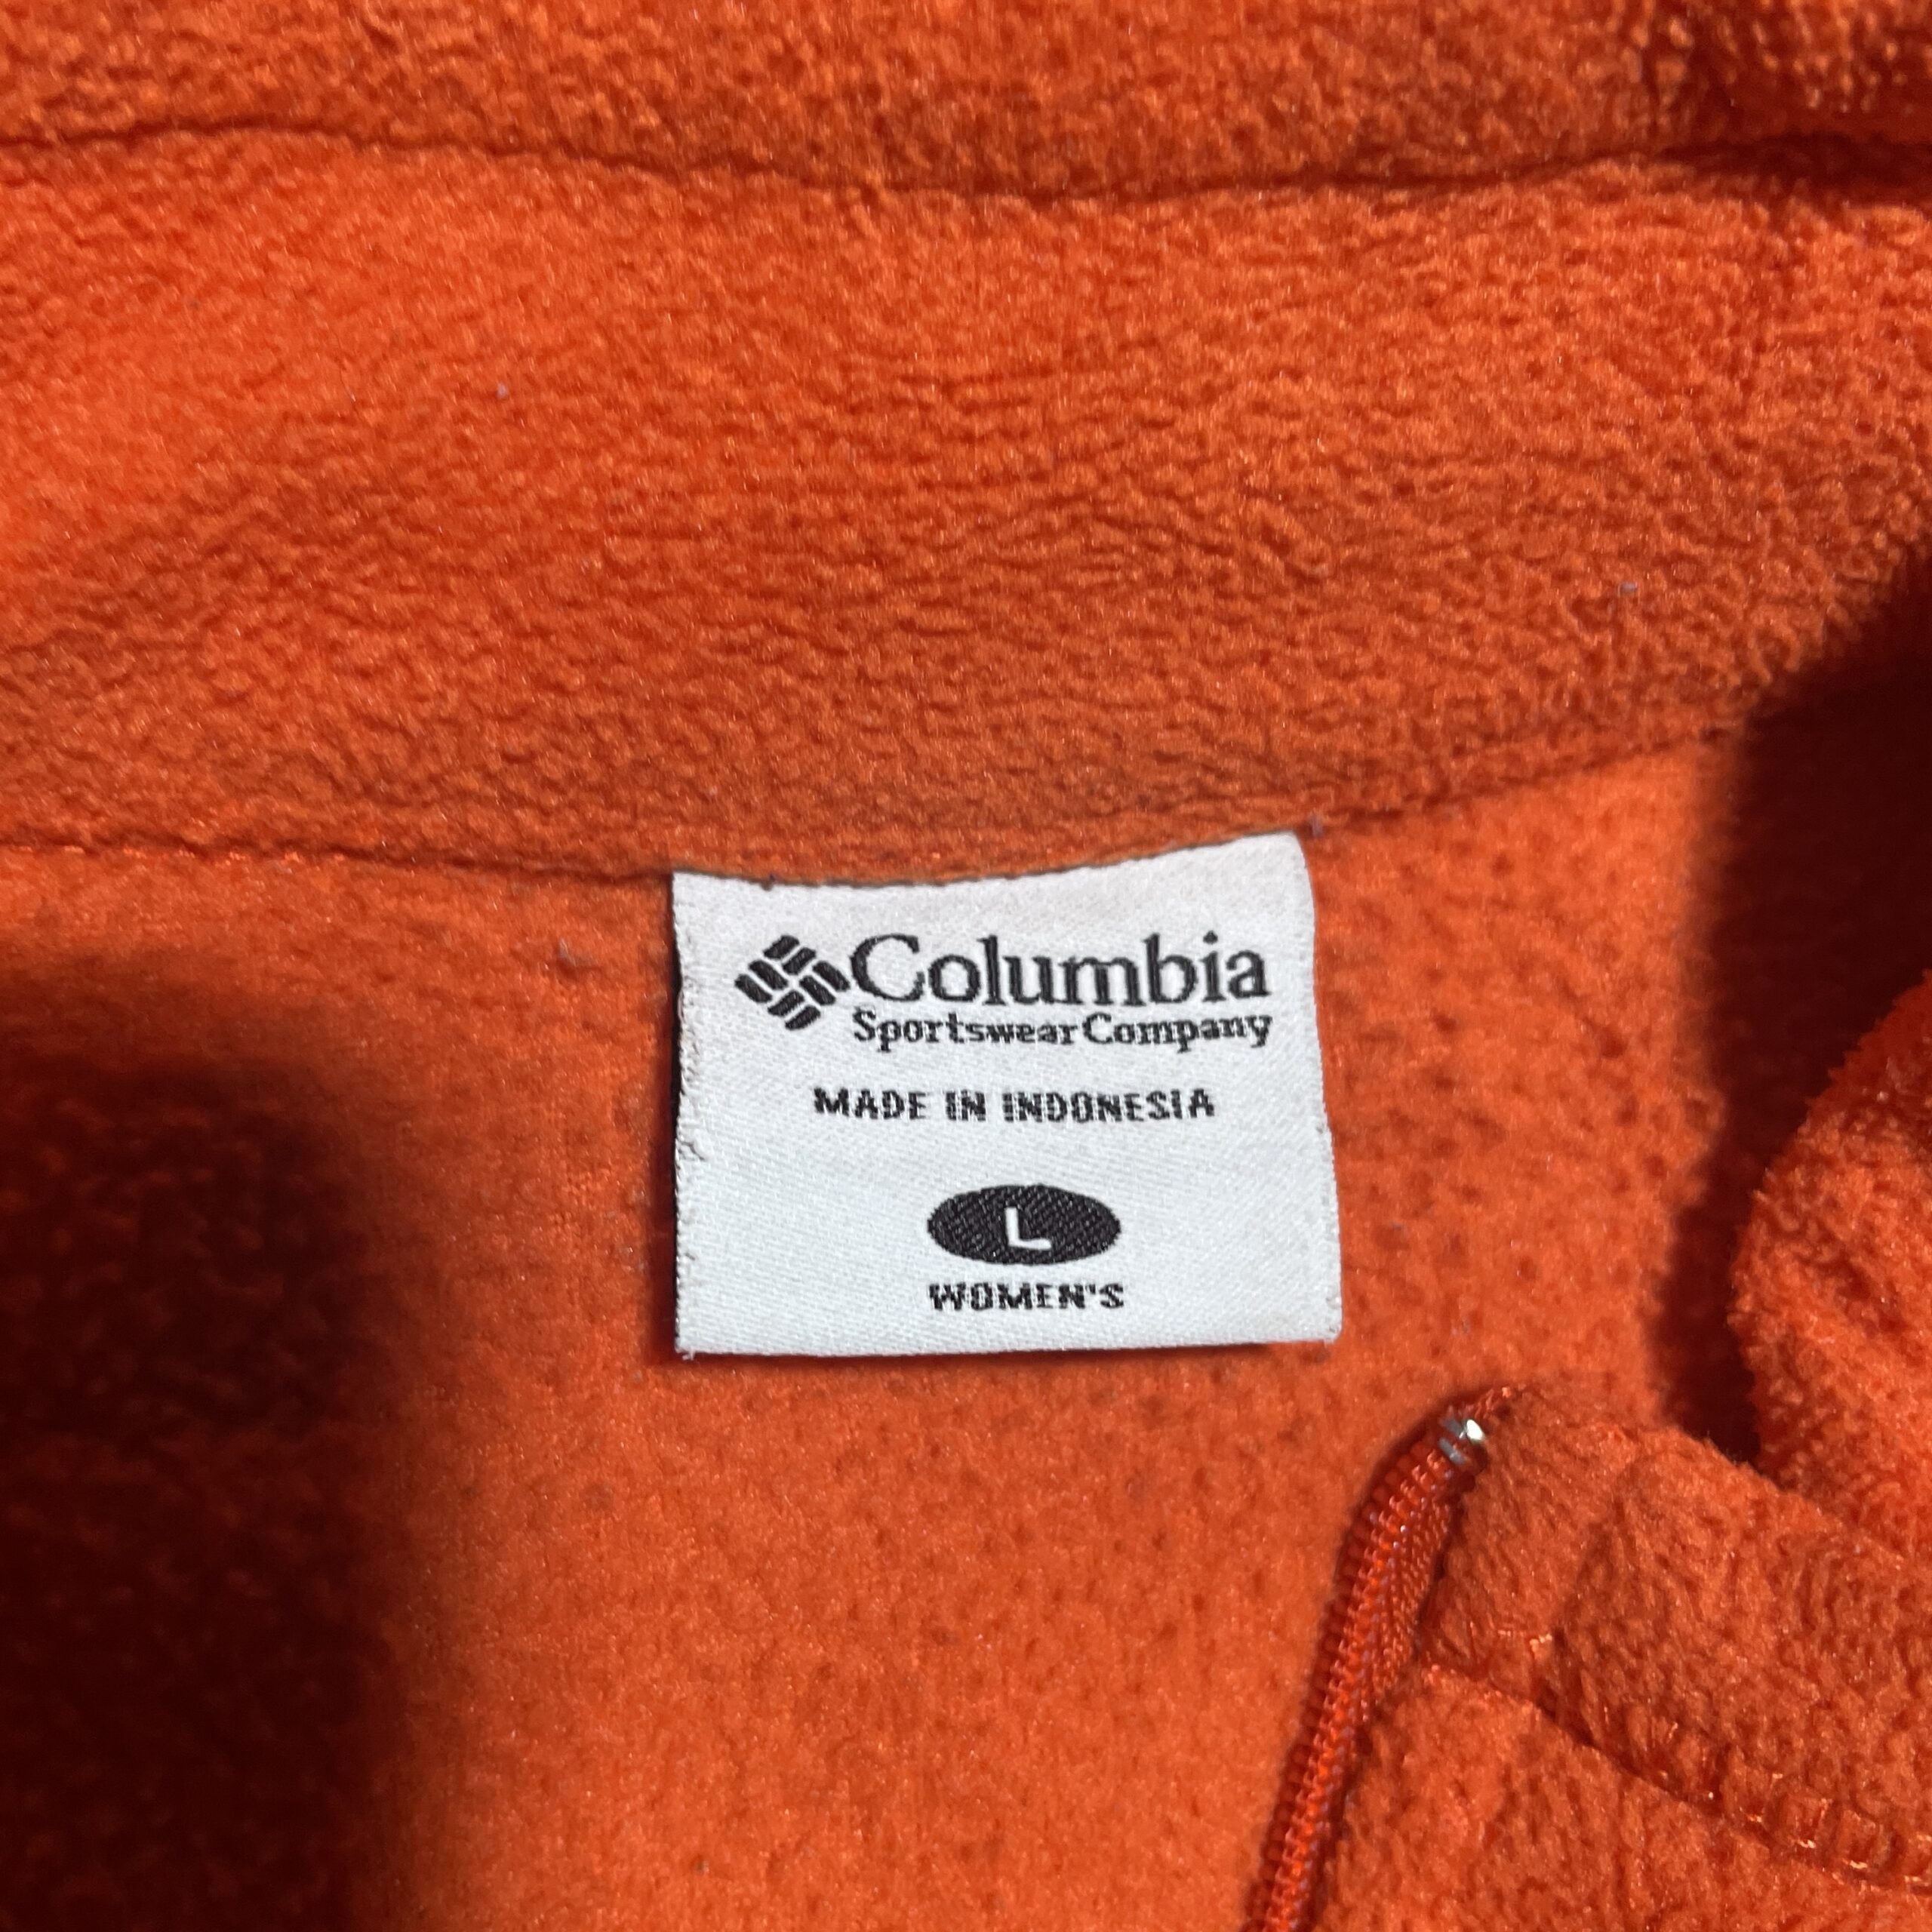 Columbia
Sportswear Company
MADE IN INDONESIA
L
WOMEN'S